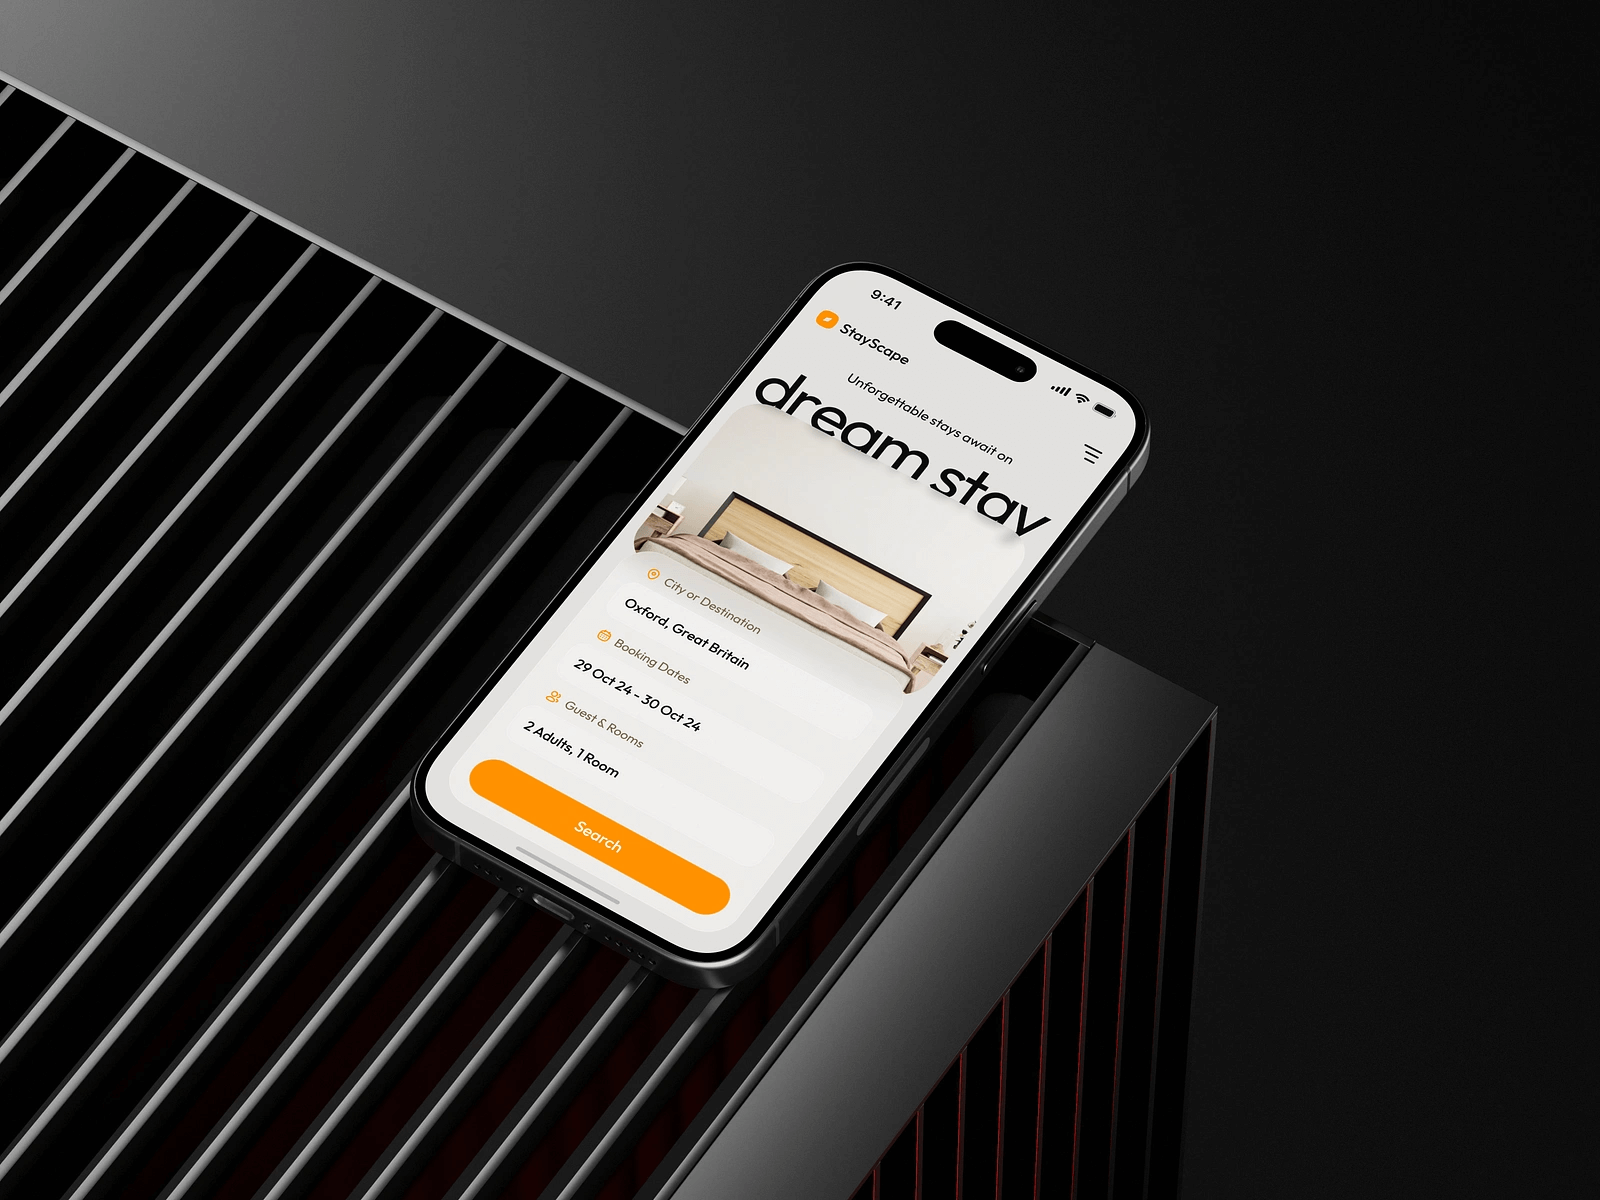 9:41
StayScape
Unforgettable stays await on
dream stay
City or Destination
Oxford, Great Britain
Booking Dates
29 Oct 24 - 30 Oct 24
Guest & Rooms
2 Adults, 1 Room
Search